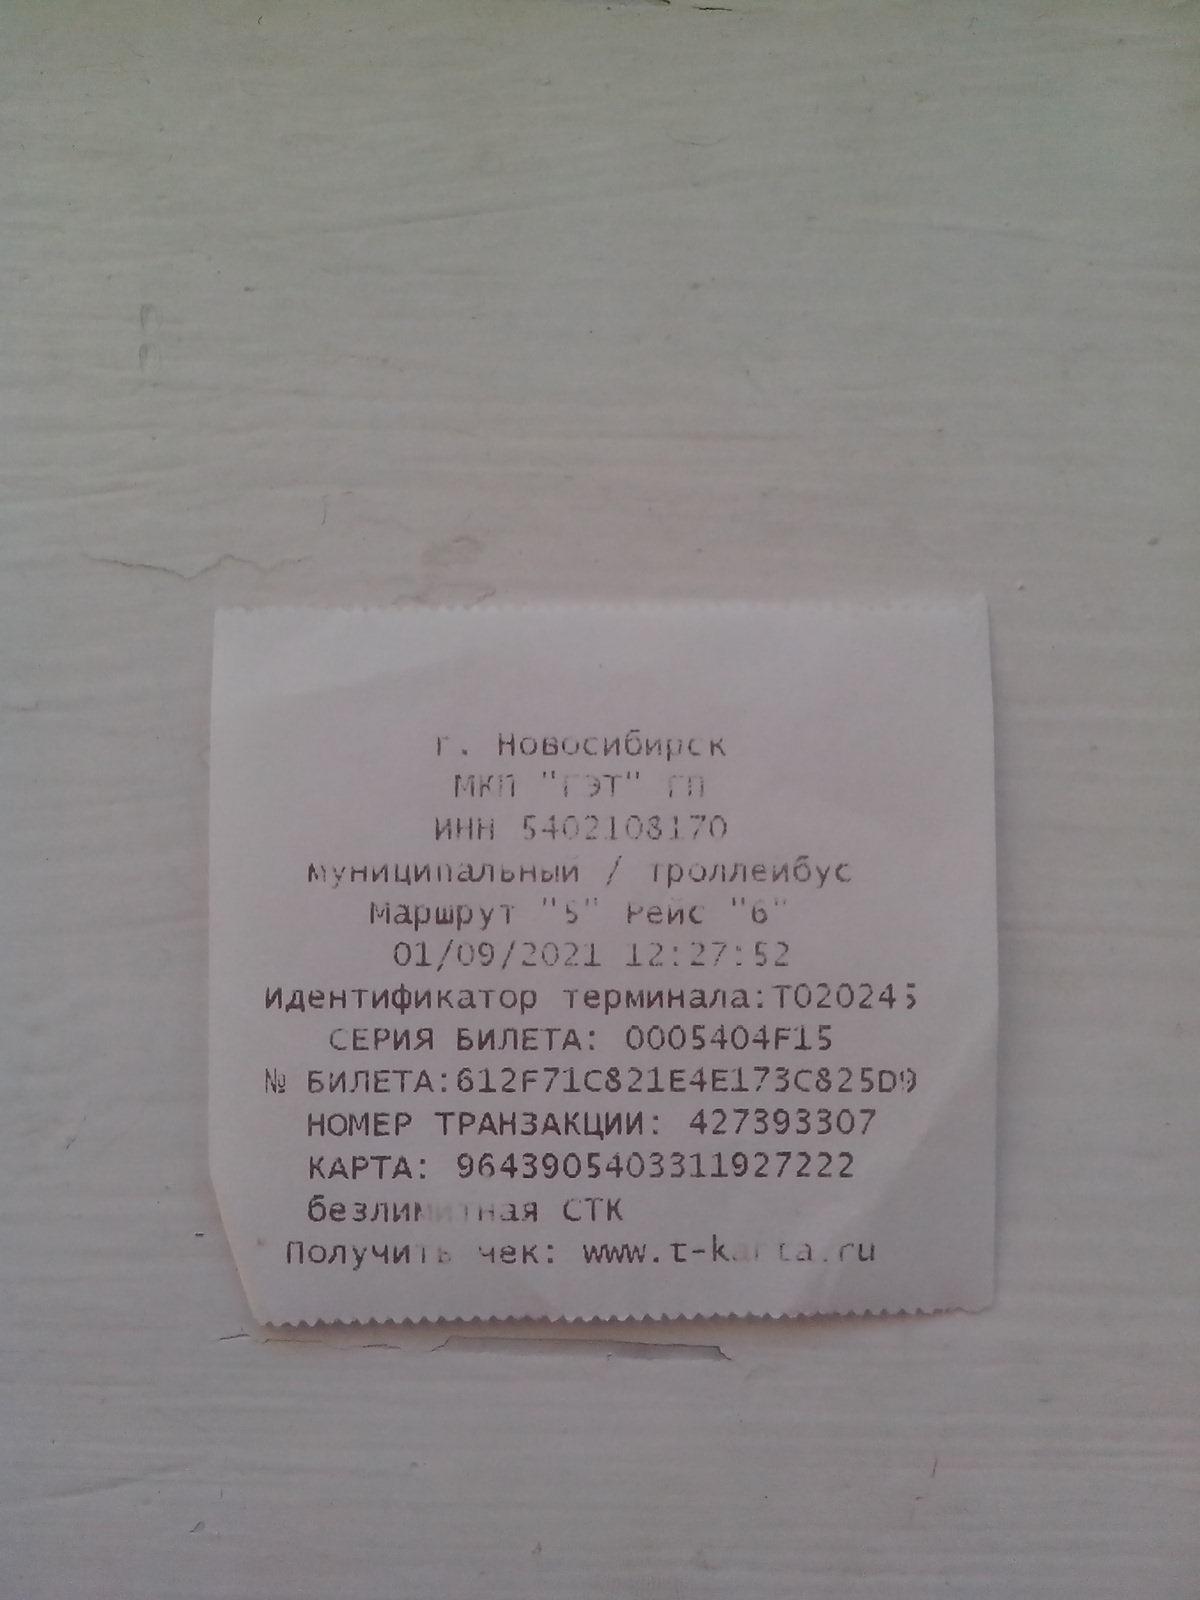 г. Новосибирск
МКП "ГЭТ" ГП
ИНН 5402108170
муниципальный / троллейбус
Маршрут "5" Рейс "6"
01/09/2021 12:27:52
Идентификатор терминала:T020245
СЕРИЯ БИЛЕТА: 0005404F15
№ БИЛЕТА:612F71C821E4E173C825D9
НОМЕР ТРАНЗАКЦИИ: 427393307
КАРТА: 9643905403311927222
безлимитная СТК
Получить чек: www.t-karta.ru